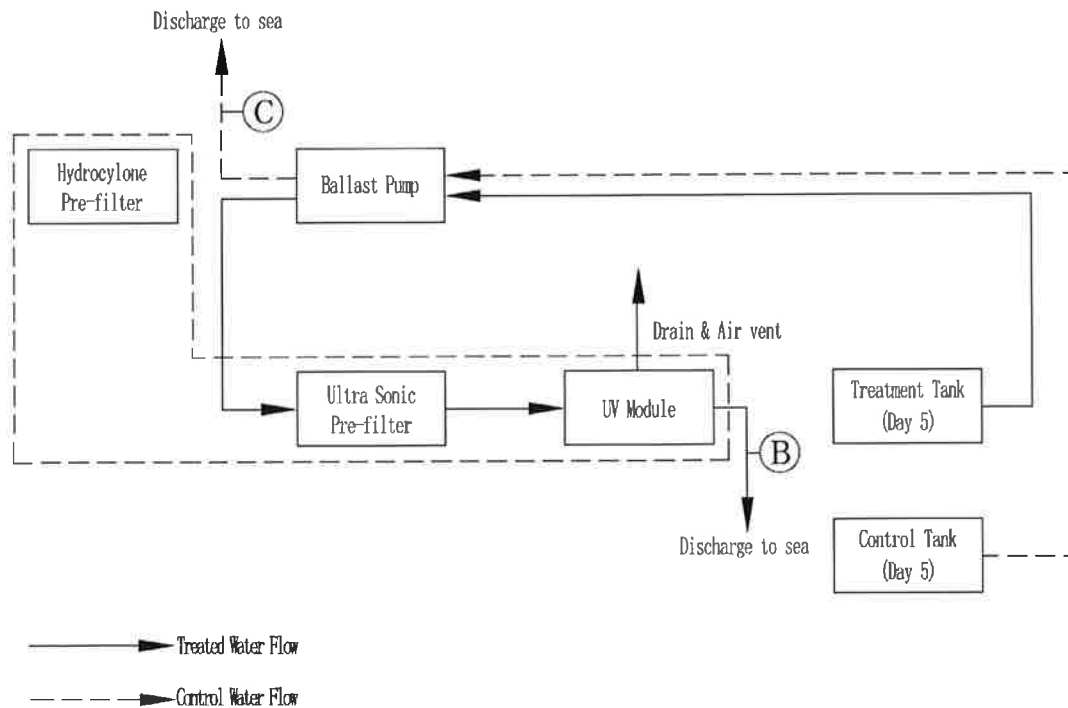 Discharge to sea
C
Hydrocylone
Pre-filter
Ballast Pump
Drain & Air vent
Ultra Sonic
Pre-filter
UV Module
Treatment Tank
(Day 5)
B
Discharge to sea
Control Tank
(Day 5)
Treated Water Flow
Control Water Flow